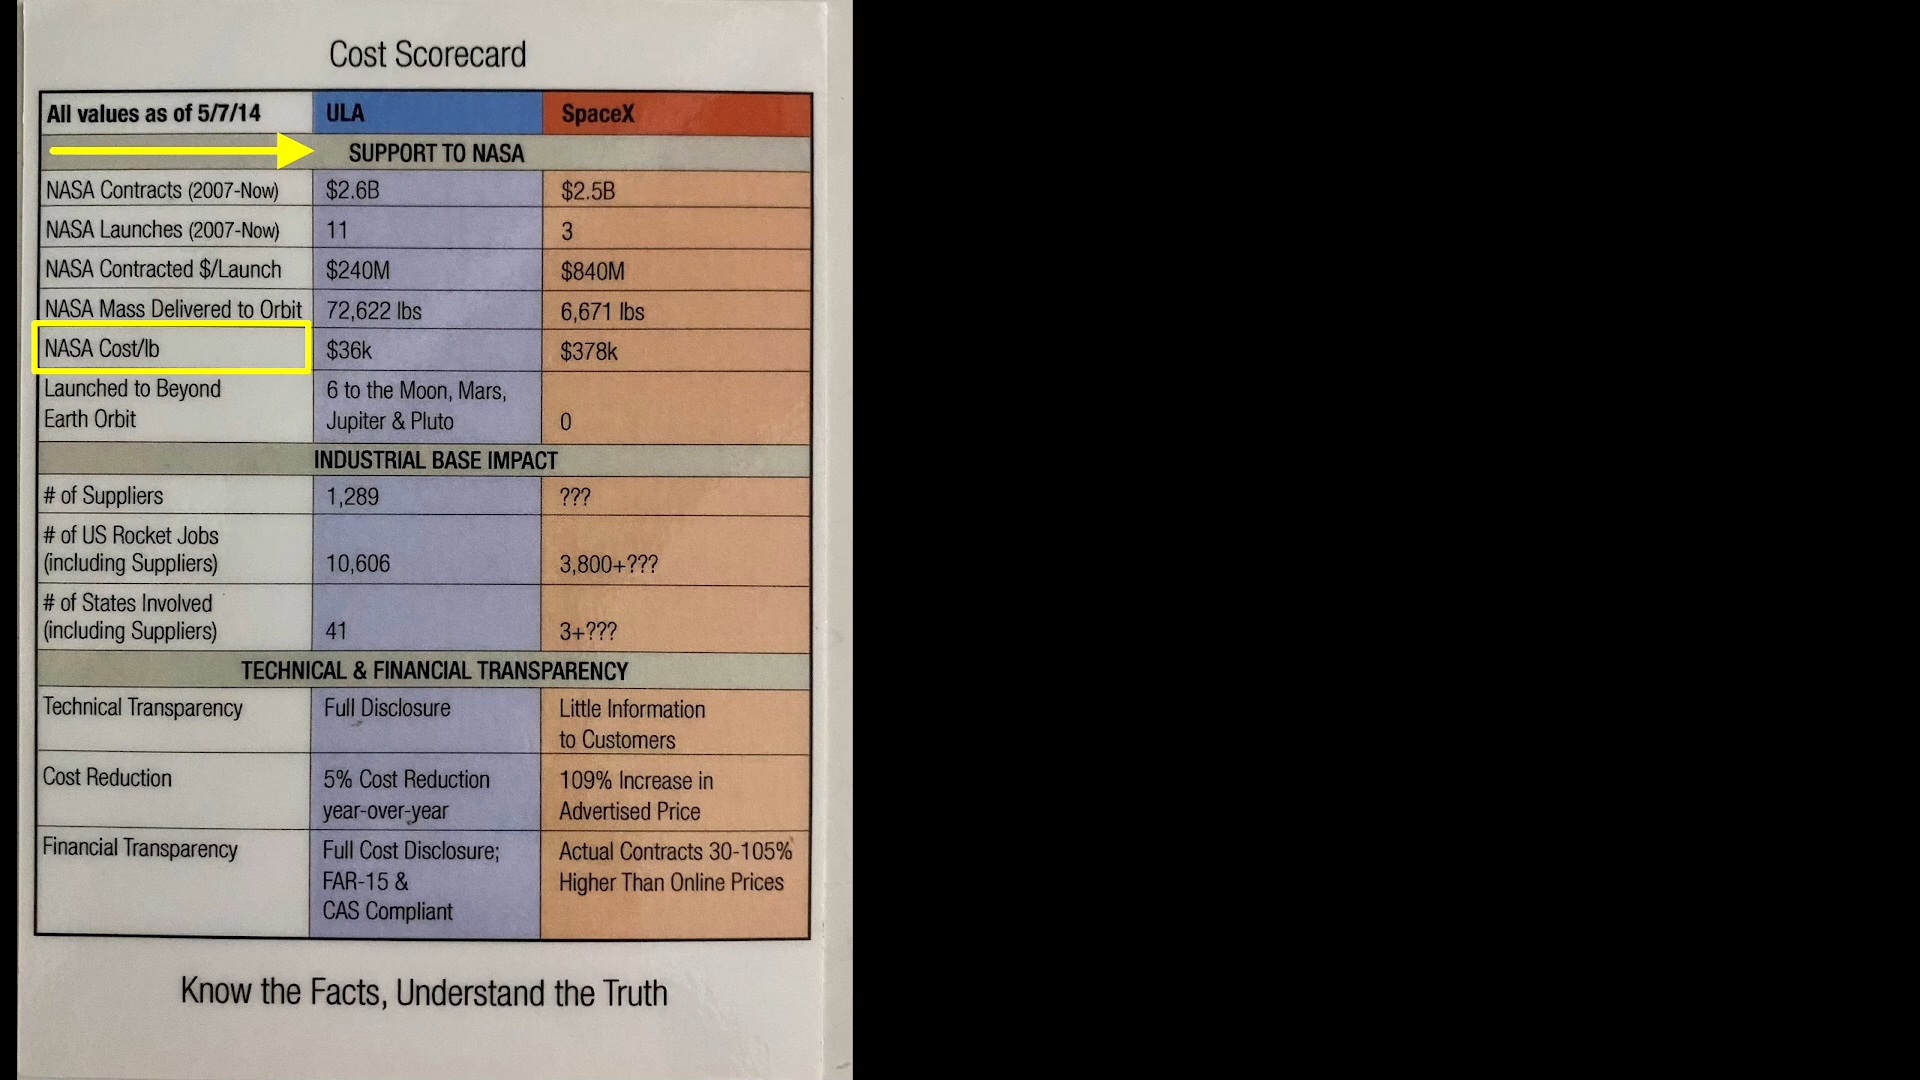 Cost Scorecard
All values as of 5/7/14 ULA SpaceX
SUPPORT TO NASA
NASA Contracts (2007-Now) $2.6B $2.5B
NASA Launches (2007-Now) 11 3
NASA Contracted $/Launch $240M $840M
NASA Mass Delivered to Orbit 72,622 lbs 6,671 lbs
NASA Cost/lb $36k $378k
Launched to Beyond 6 to the Moon, Mars,
Earth Orbit Jupiter & Pluto 0
INDUSTRIAL BASE IMPACT
# of Suppliers 1,289 ???
# of US Rocket Jobs
(including Suppliers) 10,606 3,800+???
# of States Involved
(including Suppliers) 41 3+???
TECHNICAL & FINANCIAL TRANSPARENCY
Technical Transparency Full Disclosure Little Information
to Customers
Cost Reduction 5% Cost Reduction 109% Increase in
year-over-year Advertised Price
Financial Transparency Full Cost Disclosure; Actual Contracts 30-105%
FAR-15 & Higher Than Online Prices
CAS Compliant
Know the Facts, Understand the Truth